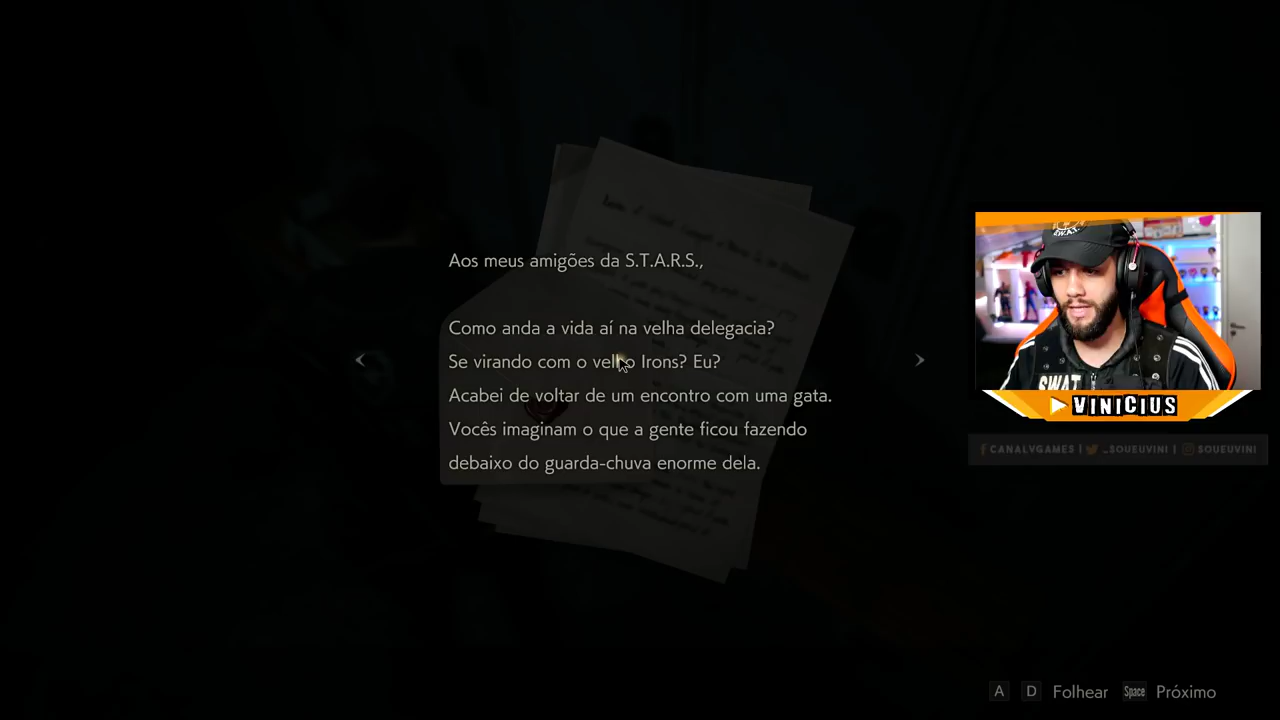 Aos meus amigões da S.T.A.R.S.,
Como anda a vida aí na velha delegacia?
Se virando com o velho Irons? Eu?
Acabei de voltar de um encontro com uma gata.
Vocês imaginam o que a gente ficou fazendo
debaixo do guarda-chuva enorme dela.
SWAT
VINICIUS
CANALVGAMES | _SOUEUVINI | SOUEUVINI
A D Folhear Space Próximo